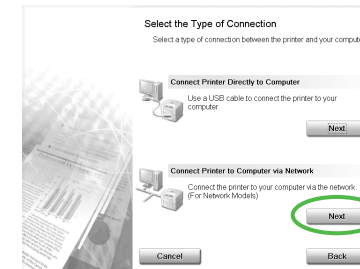 Select the Type of Connection
Select a type of connection between the printer and your compute
Connect Printer Directly to Computer
Use a USB cable to connect the printer to your
computer.
Next
Connect Printer to Computer via Network
Connect the printer to your computer via the network.
(For Network Models)
Next
Cancel
Back